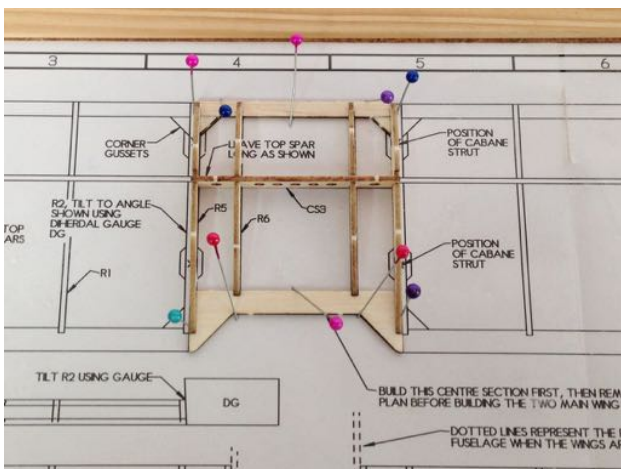 3
4
5
6
CORNER
GUSSETS
LEAVE TOP SPAR
LONG AS SHOWN
POSITION
OF CABANE
STRUT
R2, TILT TO ANGLE
SHOWN USING
DIHERDAL GAUGE
DG
R5
R6
CS3
TOP
AR5
R1
POSITION
OF CABANE
STRUT
TILT R2 USING GAUGE
DG
BUILD THIS CENTRE SECTION FIRST, THEN REM
PLAN BEFORE BUILDING THE TWO MAIN WING
DOTTED LINES REPRESENT THE
FUSELAGE WHEN THE WINGS AR